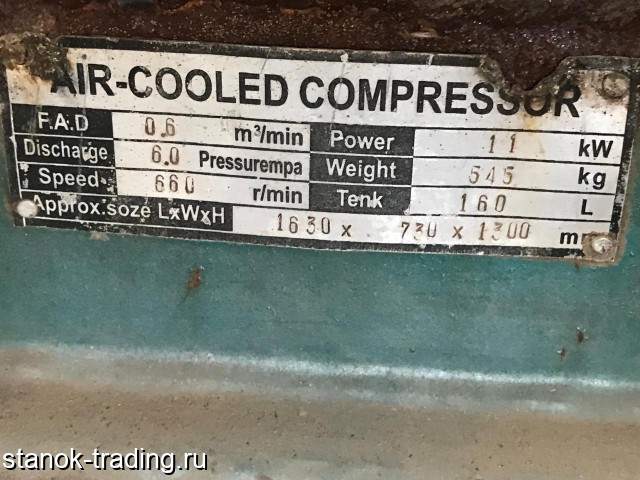 AIR-COOLED COMPRESSOR
F.A.D 0.6 m³/min Power 11 kW
Discharge 6.0 Pressurempa Weight 545 kg
Speed 660 r/min Tenk 160 L
Approx.soze LxWxH 1630 x 730 x 1300 mm
stanok-trading.ru